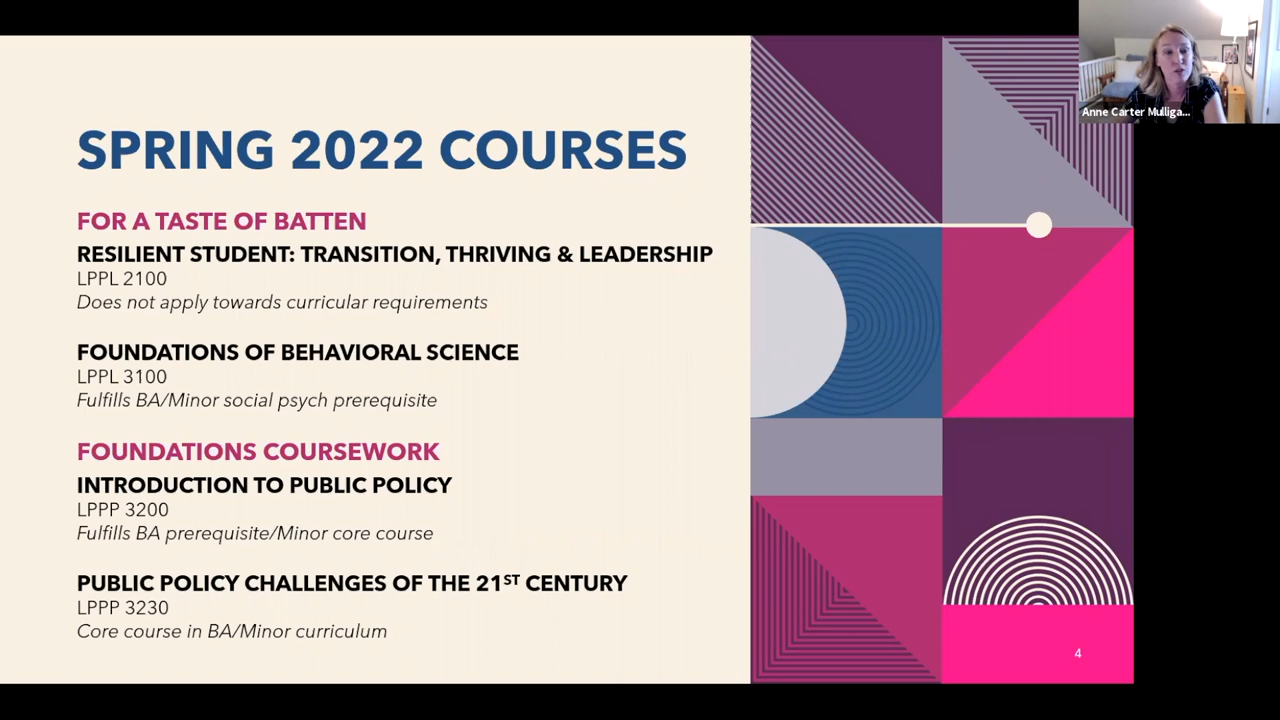 SPRING 2022 COURSES
FOR A TASTE OF BATTEN
RESILIENT STUDENT: TRANSITION, THRIVING & LEADERSHIP
LPPL 2100
Does not apply towards curricular requirements
FOUNDATIONS OF BEHAVIORAL SCIENCE
LPPL 3100
Fulfills BA/Minor social psych prerequisite
FOUNDATIONS COURSEWORK
INTRODUCTION TO PUBLIC POLICY
LPPP 3200
Fulfills BA prerequisite/Minor core course
PUBLIC POLICY CHALLENGES OF THE 21ST CENTURY
LPPP 3230
Core course in BA/Minor curriculum
4
Anne Carter Mulliga...